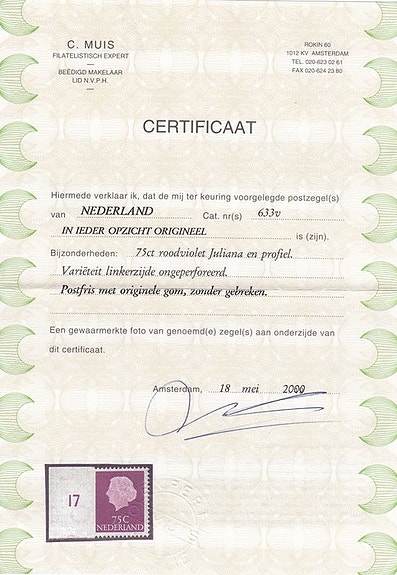 C. MUIS
FILATELISTISCH EXPERT
BEËDIGD MAKELAAR
LID N.V.P.H.
ROKIN 60
1012 KV AMSTERDAM
TEL. 020-623 02 61
FAX 020-624 23 80
CERTIFICAAT
Hiermede verklaar ik, dat de mij ter keuring voorgelegde postzegel(s)
van NEDERLAND Cat. nr(s) 633v
IN IEDER OPZICHT ORIGINEEL is (zijn).
Bijzonderheden: 75ct roodviolet Juliana en profiel.
Variëteit linkerzijde ongeperforeerd.
Postfris met originele gom, zonder gebreken.
Een gewaarmerkte foto van genoemd(e) zegel(s) aan onderzijde van
dit certificaat.
Amsterdam, 18 mei 2000
17
75C
NEDERLAND